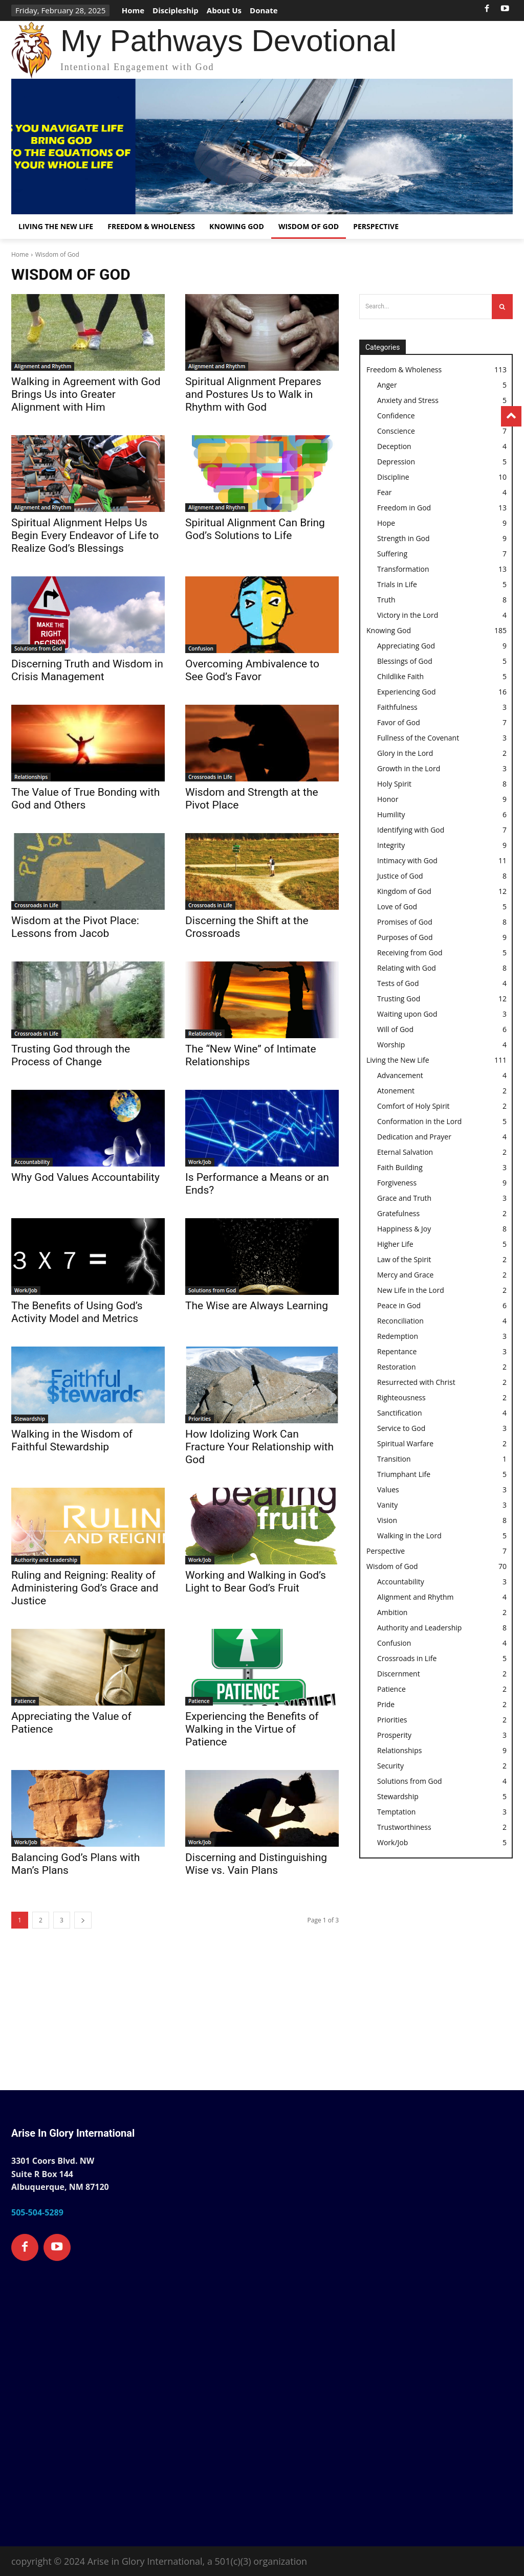 Friday, February 28, 2025
Home
Discipleship
About Us
Donate
My Pathways Devotional
Intentional Engagement with God
YOU NAVIGATE LIFE
BRING GOD
TO THE EQUATIONS OF
YOUR WHOLE LIFE
LIVING THE NEW LIFE
FREEDOM & WHOLENESS
KNOWING GOD
WISDOM OF GOD
PERSPECTIVE
Home › Wisdom of God
WISDOM OF GOD
Alignment and Rhythm
Walking in Agreement with God
Brings Us into Greater
Alignment with Him
Alignment and Rhythm
Spiritual Alignment Prepares
and Postures Us to Walk in
Rhythm with God
Alignment and Rhythm
Spiritual Alignment Helps Us
Begin Every Endeavor of Life to
Realize God’s Blessings
Alignment and Rhythm
Spiritual Alignment Can Bring
God’s Solutions to Life
MAKE THE
RIGHT
DECISION
Solutions from God
Discerning Truth and Wisdom in
Crisis Management
Confusion
Overcoming Ambivalence to
See God’s Favor
Relationships
The Value of True Bonding with
God and Others
Crossroads in Life
Wisdom and Strength at the
Pivot Place
Pivot
Crossroads in Life
Wisdom at the Pivot Place:
Lessons from Jacob
Crossroads in Life
Discerning the Shift at the
Crossroads
Crossroads in Life
Trusting God through the
Process of Change
Relationships
The “New Wine” of Intimate
Relationships
Accountability
Why God Values Accountability
Work/Job
Is Performance a Means or an
Ends?
3 X 7 =
Work/Job
The Benefits of Using God’s
Activity Model and Metrics
Solutions from God
The Wise are Always Learning
Faithful
Stewards
Stewardship
Walking in the Wisdom of
Faithful Stewardship
Priorities
How Idolizing Work Can
Fracture Your Relationship with
God
RULING
AND REIGNING
Authority and Leadership
Ruling and Reigning: Reality of
Administering God’s Grace and
Justice
bearing
fruit
Work/Job
Working and Walking in God’s
Light to Bear God’s Fruit
Patience
Appreciating the Value of
Patience
PATIENCE
VIRTUE
Patience
Experiencing the Benefits of
Walking in the Virtue of
Patience
Work/Job
Balancing God’s Plans with
Man’s Plans
Work/Job
Discerning and Distinguishing
Wise vs. Vain Plans
1
2
3
Page 1 of 3
Search...
Categories
Freedom & Wholeness 113
Anger 5
Anxiety and Stress 5
Confidence
Conscience 7
Deception 4
Depression 5
Discipline 10
Fear 4
Freedom in God 13
Hope 9
Strength in God 9
Suffering 7
Transformation 13
Trials in Life 5
Truth 8
Victory in the Lord 4
Knowing God 185
Appreciating God 9
Blessings of God 5
Childlike Faith 5
Experiencing God 16
Faithfulness 3
Favor of God 7
Fullness of the Covenant 3
Glory in the Lord 2
Growth in the Lord 3
Holy Spirit 8
Honor 9
Humility 6
Identifying with God 7
Integrity 9
Intimacy with God 11
Justice of God 8
Kingdom of God 12
Love of God 5
Promises of God 8
Purposes of God 9
Receiving from God 5
Relating with God 8
Tests of God 4
Trusting God 12
Waiting upon God 3
Will of God 6
Worship 4
Living the New Life 111
Advancement 4
Atonement 2
Comfort of Holy Spirit 2
Conformation in the Lord 5
Dedication and Prayer 4
Eternal Salvation 2
Faith Building 3
Forgiveness 9
Grace and Truth 3
Gratefulness 2
Happiness & Joy 8
Higher Life 5
Law of the Spirit 2
Mercy and Grace 2
New Life in the Lord 2
Peace in God 6
Reconciliation 4
Redemption 3
Repentance 3
Restoration 2
Resurrected with Christ 2
Righteousness 2
Sanctification 4
Service to God 3
Spiritual Warfare 2
Transition 1
Triumphant Life 5
Values 3
Vanity 3
Vision 8
Walking in the Lord 5
Perspective 7
Wisdom of God 70
Accountability 3
Alignment and Rhythm 4
Ambition 2
Authority and Leadership 8
Confusion 4
Crossroads in Life 5
Discernment 2
Patience 2
Pride 2
Priorities 2
Prosperity 3
Relationships 9
Security 2
Solutions from God 4
Stewardship 5
Temptation 3
Trustworthiness 2
Work/Job 5
Arise In Glory International
3301 Coors Blvd. NW
Suite R Box 144
Albuquerque, NM 87120
505-504-5289
copyright © 2024 Arise in Glory International, a 501(c)(3) organization